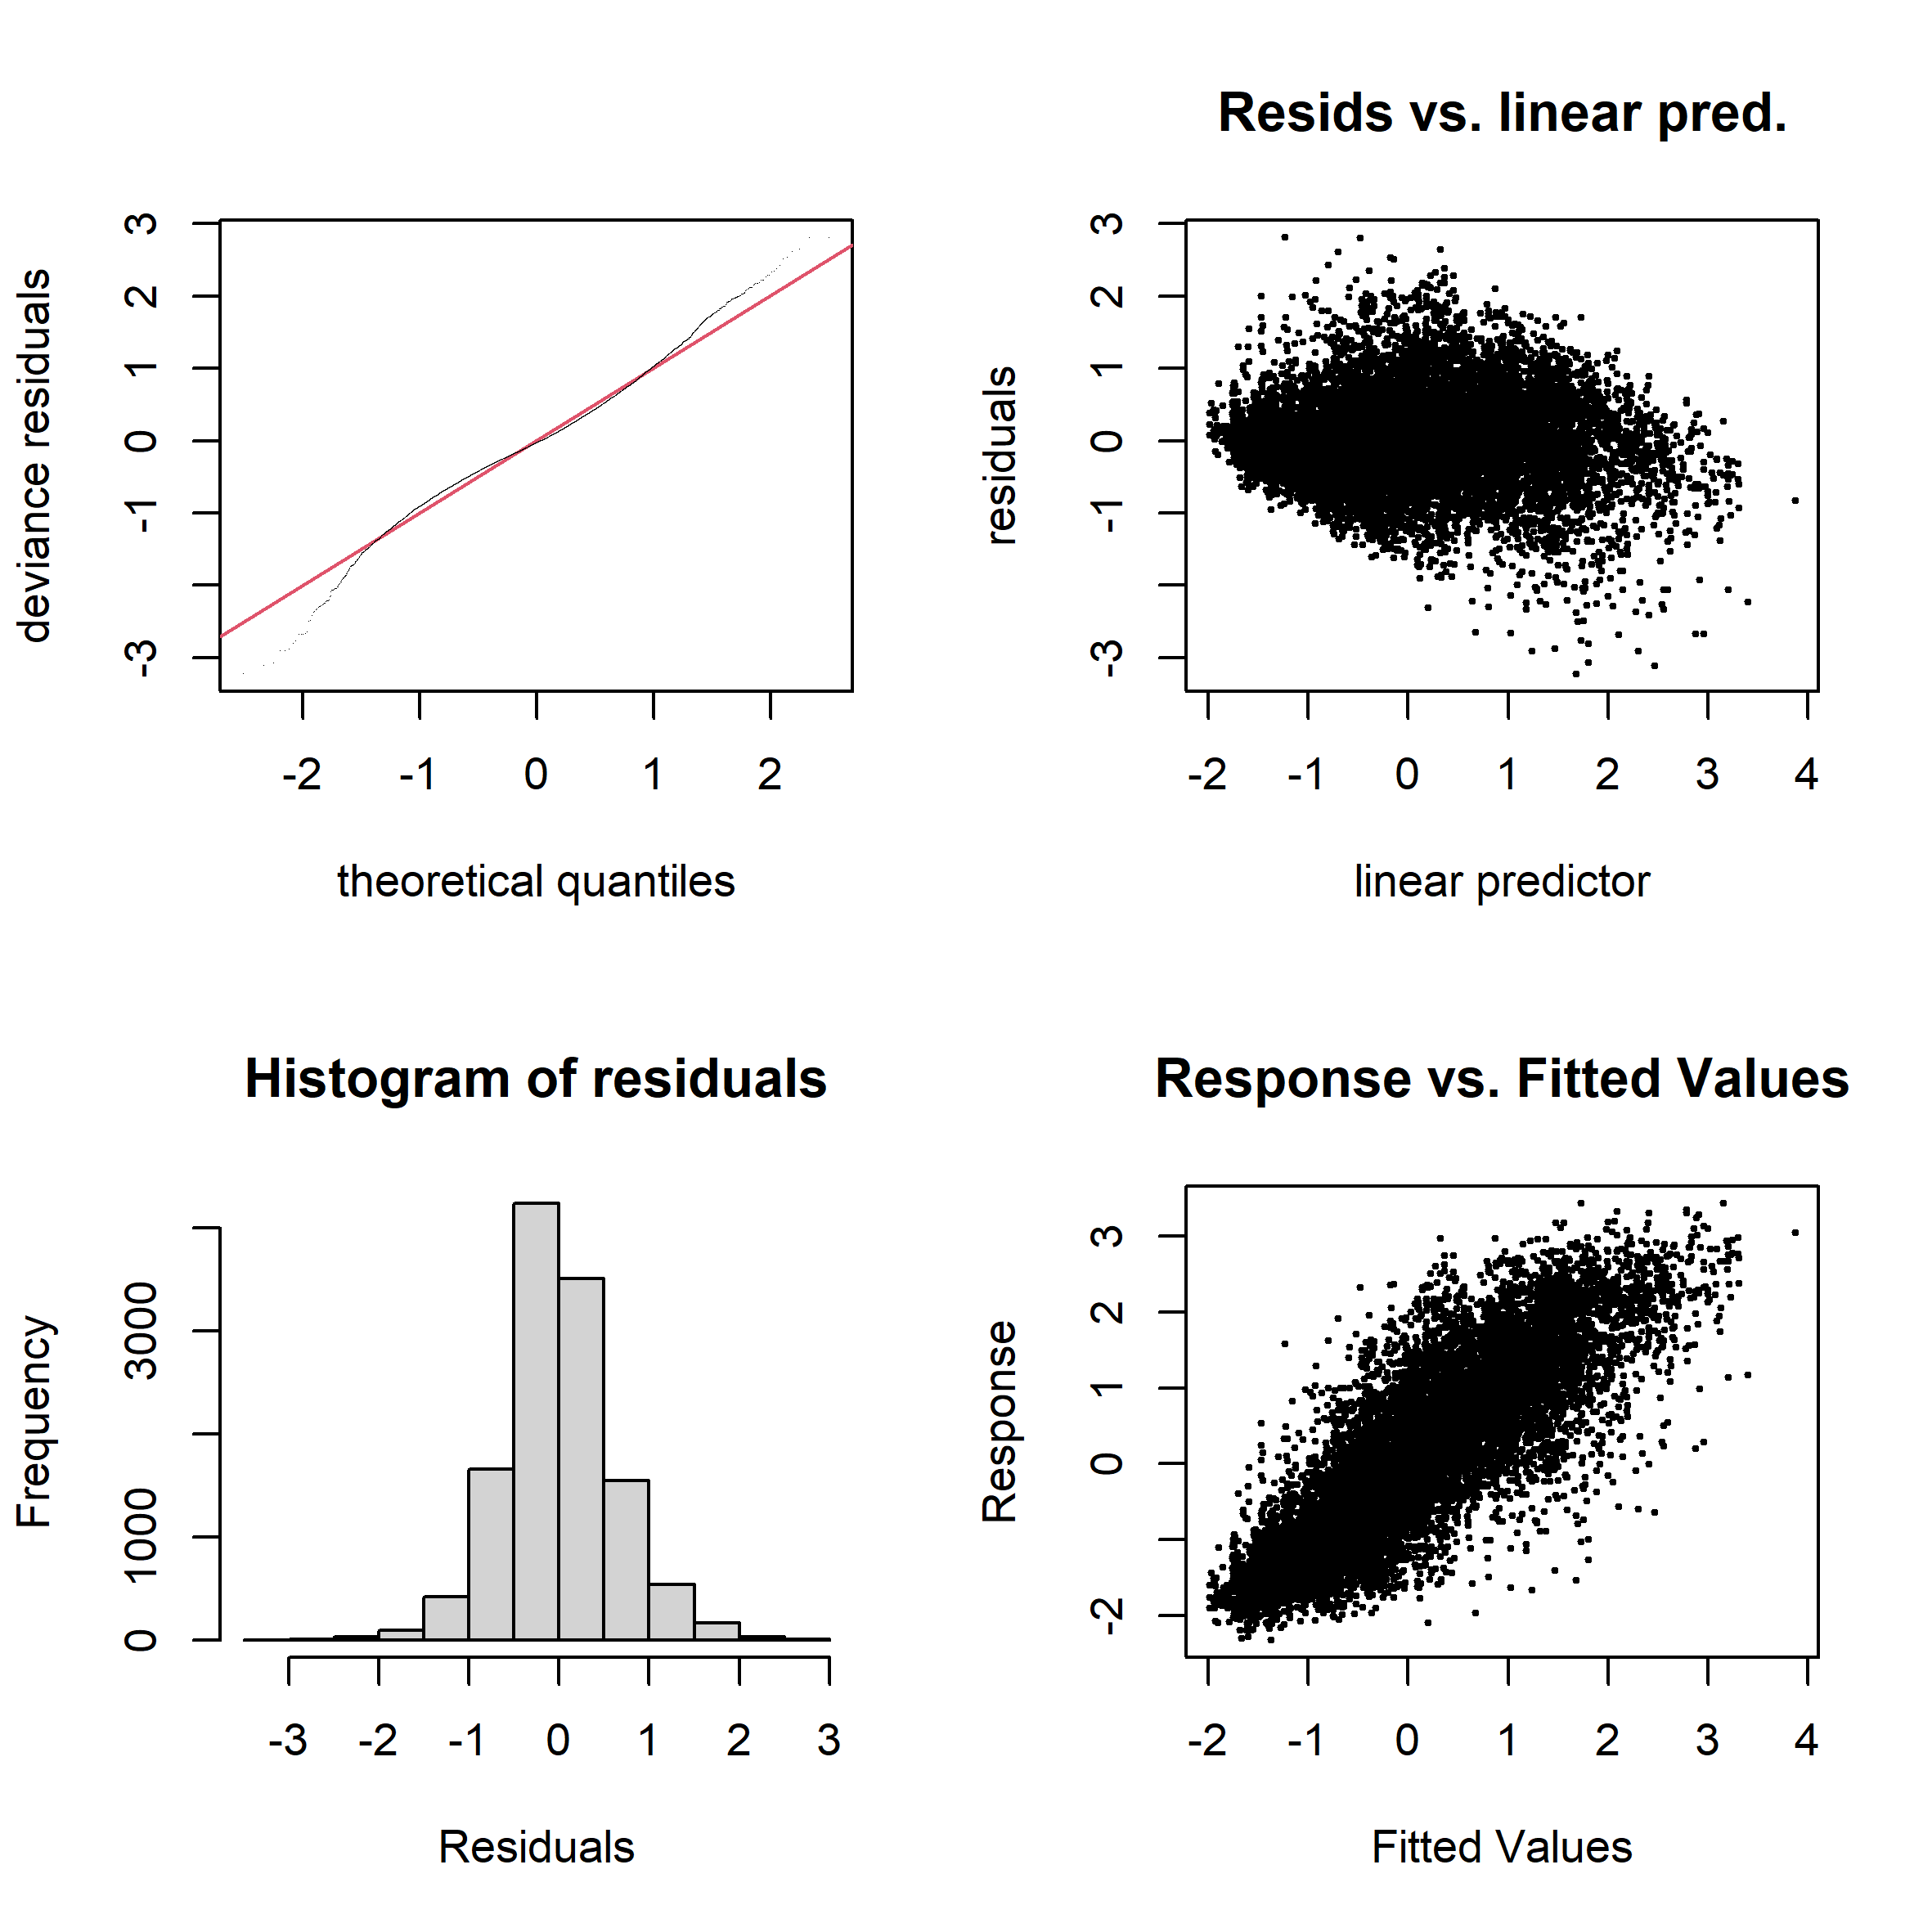 deviance residuals
3
2
1
0
-1
-3
-2 -1 0 1 2
theoretical quantiles
Resids vs. linear pred.
residuals
3
2
1
0
-1
-3
-2 -1 0 1 2 3 4
linear predictor
Histogram of residuals
Frequency
3000
1000
0
-3 -2 -1 0 1 2 3
Residuals
Response vs. Fitted Values
Response
3
2
1
0
-2
-2 -1 0 1 2 3 4
Fitted Values